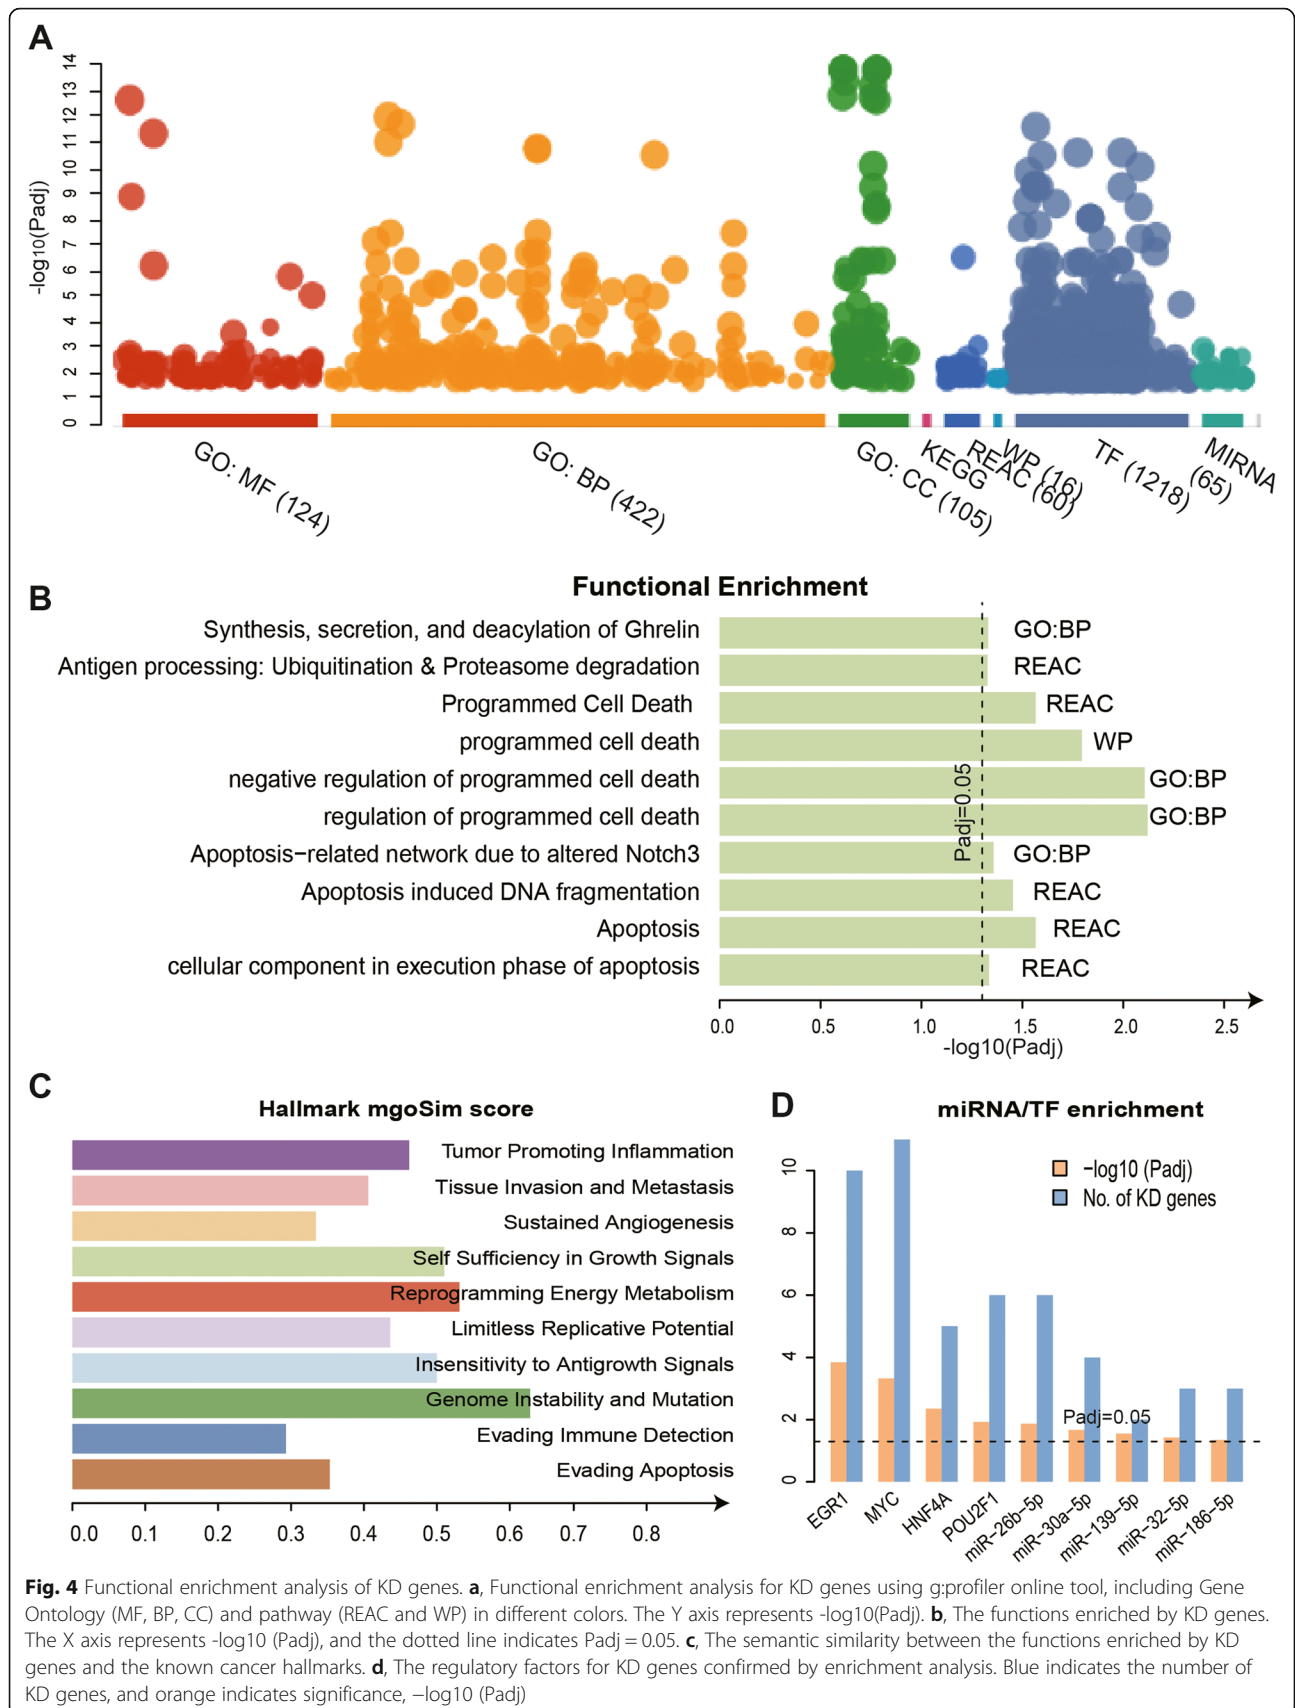 A
14
13
12
11
10
9
8
7
6
5
4
3
2
1
0
-log10(Padj)
GO: MF (124)
GO: BP (422)
GO: CC (105)
KEGG
REAC (60)
WP (16)
TF (1218)
(65)
MIRNA
B
Functional Enrichment
Synthesis, secretion, and deacylation of Ghrelin GO:BP
Antigen processing: Ubiquitination & Proteasome degradation REAC
Programmed Cell Death REAC
programmed cell death WP
negative regulation of programmed cell death GO:BP
regulation of programmed cell death GO:BP
Apoptosis−related network due to altered Notch3 GO:BP
Apoptosis induced DNA fragmentation REAC
Apoptosis REAC
cellular component in execution phase of apoptosis REAC
Padj=0.05
0.0 0.5 1.0 1.5 2.0 2.5
-log10(Padj)
C
Hallmark mgoSim score
Tumor Promoting Inflammation
Tissue Invasion and Metastasis
Sustained Angiogenesis
Self Sufficiency in Growth Signals
Reprogramming Energy Metabolism
Limitless Replicative Potential
Insensitivity to Antigrowth Signals
Genome Instability and Mutation
Evading Immune Detection
Evading Apoptosis
0.0 0.1 0.2 0.3 0.4 0.5 0.6 0.7 0.8
D
miRNA/TF enrichment
−log10 (Padj)
No. of KD genes
10
8
6
4
2
0
Padj=0.05
EGR1
MYC
HNF4A
POU2F1
miR−26b−5p
miR−30a−5p
miR−139−5p
miR−32−5p
miR−186−5p
Fig. 4 Functional enrichment analysis of KD genes. a, Functional enrichment analysis for KD genes using g:profiler online tool, including Gene
Ontology (MF, BP, CC) and pathway (REAC and WP) in different colors. The Y axis represents -log10(Padj). b, The functions enriched by KD genes.
The X axis represents -log10 (Padj), and the dotted line indicates Padj = 0.05. c, The semantic similarity between the functions enriched by KD
genes and the known cancer hallmarks. d, The regulatory factors for KD genes confirmed by enrichment analysis. Blue indicates the number of
KD genes, and orange indicates significance, −log10 (Padj)